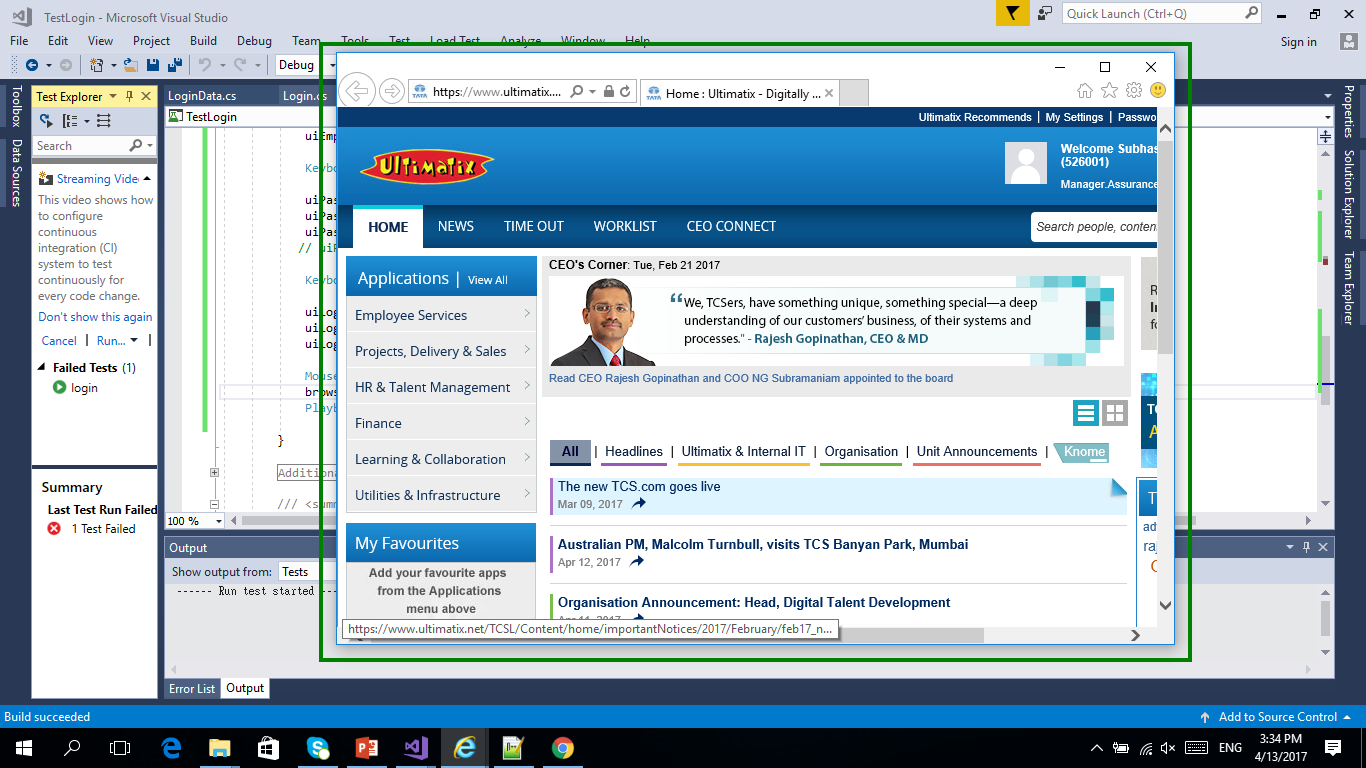 TestLogin - Microsoft Visual Studio
Quick Launch (Ctrl+Q)
File Edit View Project Build Debug Team Tools Test Load Test Analyze Window Help
Sign in
Debug
Toolbox
Data Sources
Test Explorer
Search
Streaming Vide
This video shows how
to configure
continuous
integration (CI)
system to test
continuously for
every code change.
Don't show this again
Cancel | Run... |
Failed Tests (1)
login
Summary
Last Test Run Failed
1 Test Failed
LoginData.cs Login.cs
TestLogin
uiEmp
Keybo
uiPas
uiPas
uiPas
// uiP
Keybo
uiLog
uiLog
uiLog
Mouse
brows
Playb
}
Additiona
/// <summ
100 %
https://www.ultimatix....
Home : Ultimatix - Digitally ...
Ultimatix Recommends | My Settings | Passwo
Ultimatix
Welcome Subhas
(526001)
Manager.Assurance
HOME NEWS TIME OUT WORKLIST CEO CONNECT
Search people, conten
Applications | View All
Employee Services
Projects, Delivery & Sales
HR & Talent Management
Finance
Learning & Collaboration
Utilities & Infrastructure
My Favourites
Add your favourite apps
from the Applications
menu above
CEO's Corner: Tue, Feb 21 2017
“We, TCSers, have something unique, something special—a deep
understanding of our customers’ business, of their systems and
processes.” - Rajesh Gopinathan, CEO & MD
Read CEO Rajesh Gopinathan and COO NG Subramaniam appointed to the board
All | Headlines | Ultimatix & Internal IT | Organisation | Unit Announcements | Knome
The new TCS.com goes live
Mar 09, 2017
Australian PM, Malcolm Turnbull, visits TCS Banyan Park, Mumbai
Apr 12, 2017
Organisation Announcement: Head, Digital Talent Development
https://www.ultimatix.net/TCSL/Content/home/importantNotices/2017/February/feb17_n...
Properties
Solution Explorer
Team Explorer
Output
Show output from: Tests
------ Run test started ---
Error List Output
Build succeeded
Add to Source Control
ENG
3:34 PM
4/13/2017